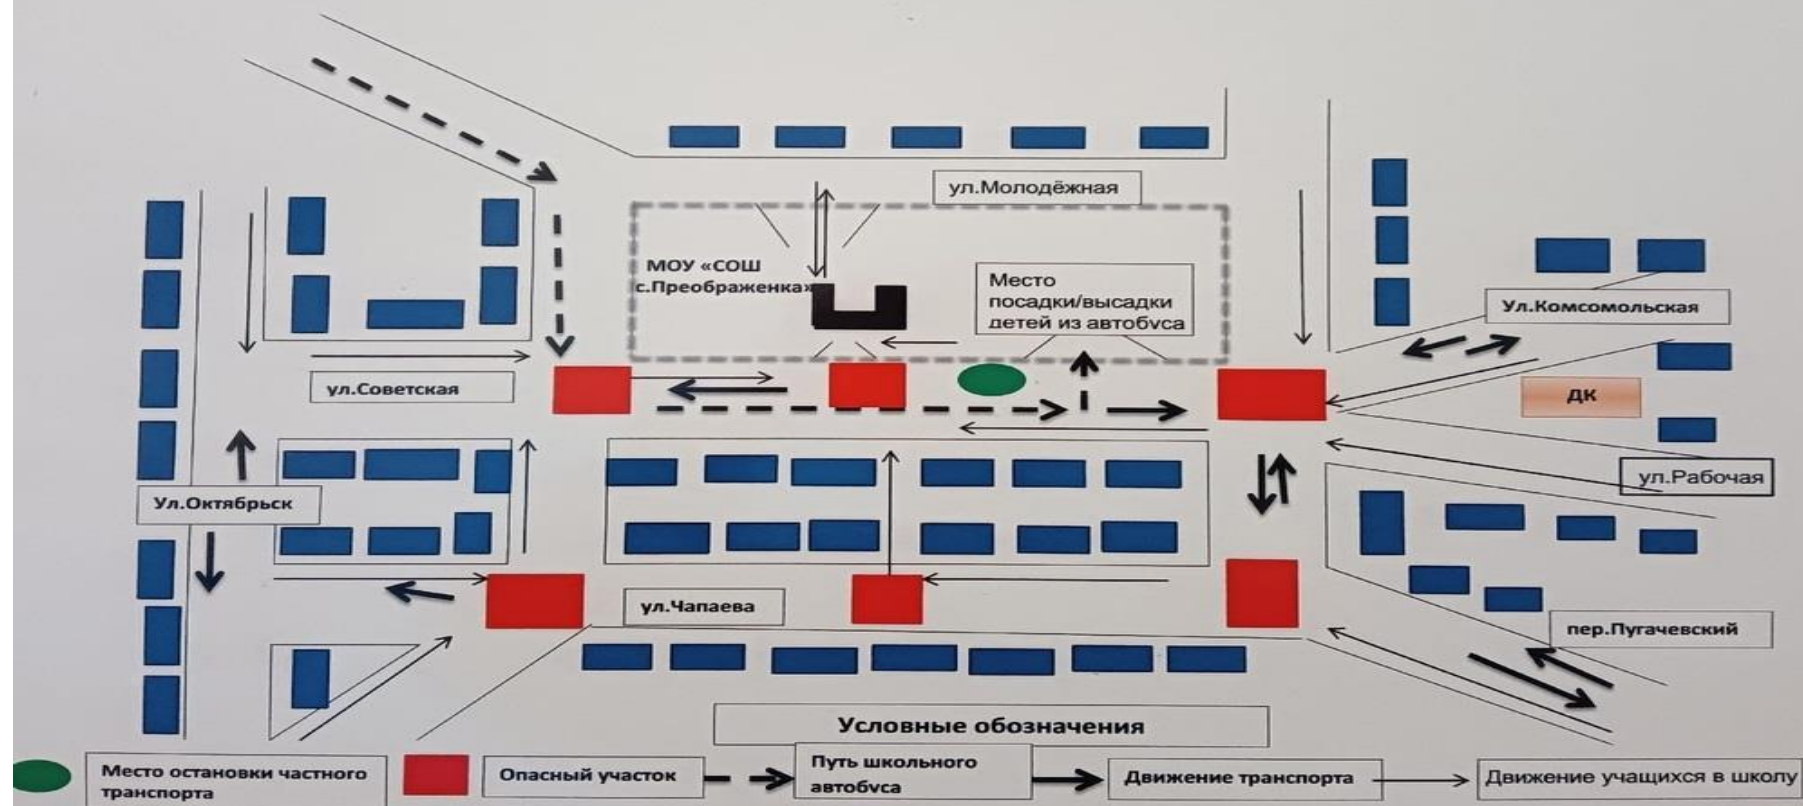 ул.Молодёжная
МОУ «СОШ
с.Преображенка»
Место
посадки/высадки
детей из автобуса
Ул.Комсомольская
ул.Советская
ДК
ул.Рабочая
Ул.Октябрьск
ул.Чапаева
пер.Пугачевский
Условные обозначения
Место остановки частного
транспорта
Опасный участок
Путь школьного
автобуса
Движение транспорта
Движение учащихся в школу